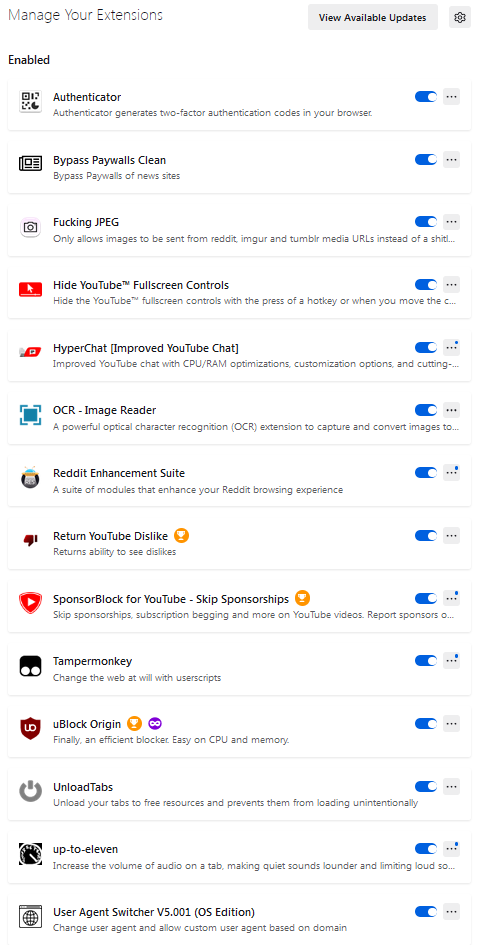 Manage Your Extensions
View Available Updates
Enabled
Authenticator
Authenticator generates two-factor authentication codes in your browser.
Bypass Paywalls Clean
Bypass Paywalls of news sites
Fucking JPEG
Only allows images to be sent from reddit, imgur and tumblr media URLs instead of a shitl...
Hide YouTube™ Fullscreen Controls
Hide the YouTube™ fullscreen controls with the press of a hotkey or when you move the c...
HyperChat [Improved YouTube Chat]
Improved YouTube chat with CPU/RAM optimizations, customization options, and cutting-...
OCR - Image Reader
A powerful optical character recognition (OCR) extension to capture and convert images to...
Reddit Enhancement Suite
A suite of modules that enhance your Reddit browsing experience
Return YouTube Dislike
Returns ability to see dislikes
SponsorBlock for YouTube - Skip Sponsorships
Skip sponsorships, subscription begging and more on YouTube videos. Report sponsors o...
Tampermonkey
Change the web at will with userscripts
uBlock Origin
Finally, an efficient blocker. Easy on CPU and memory.
UnloadTabs
Unload your tabs to free resources and prevents them from loading unintentionally
up-to-eleven
Increase the volume of audio on a tab, making quiet sounds lounder and limiting loud so...
User Agent Switcher V5.001 (OS Edition)
Change user agent and allow custom user agent based on domain